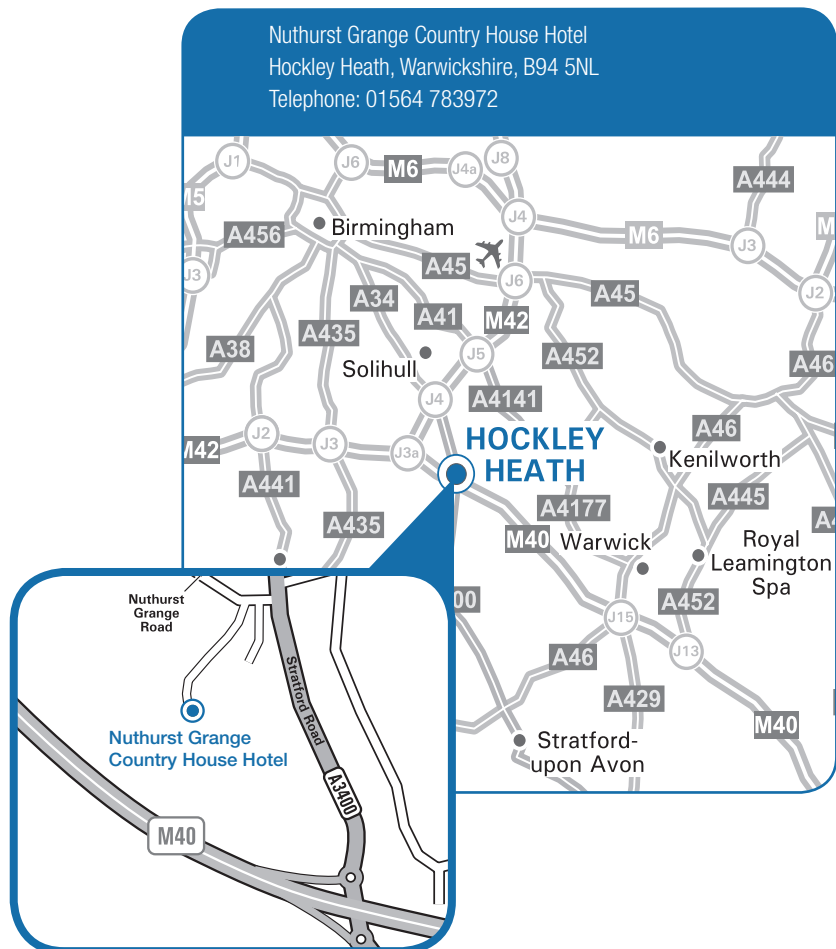 Nuthurst Grange Country House Hotel
Hockley Heath, Warwickshire, B94 5NL
Telephone: 01564 783972
J1
J6
M6
J4a
J8
A444
M5
J4
A456
Birmingham
M6
J3
M
J3
A45
J6
A45
J2
A34
A41
M42
A435
A38
Solihull
J5
A452
A46
J4
A4141
J2
J3
J3a
HOCKLEY
HEATH
A46
M42
Kenilworth
A441
A445
A4177
A435
M40
Warwick
Royal
Leamington
Spa
A4
Nuthurst
Grange
Road
00
A452
J15
A46
J13
Stratford Road
A429
Nuthurst Grange
Country House Hotel
M40
Stratford-
upon Avon
A3400
M40